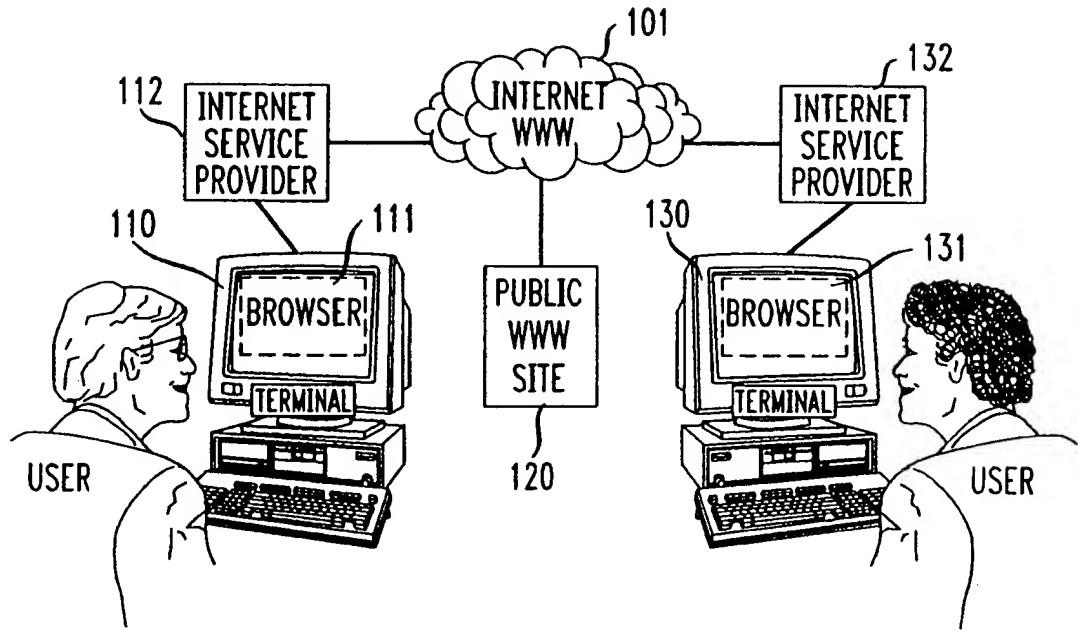 101
112
INTERNET
SERVICE
PROVIDER
INTERNET
WWW
132
INTERNET
SERVICE
PROVIDER
110
111
BROWSER
TERMINAL
USER
PUBLIC
WWW
SITE
120
130
131
BROWSER
TERMINAL
USER